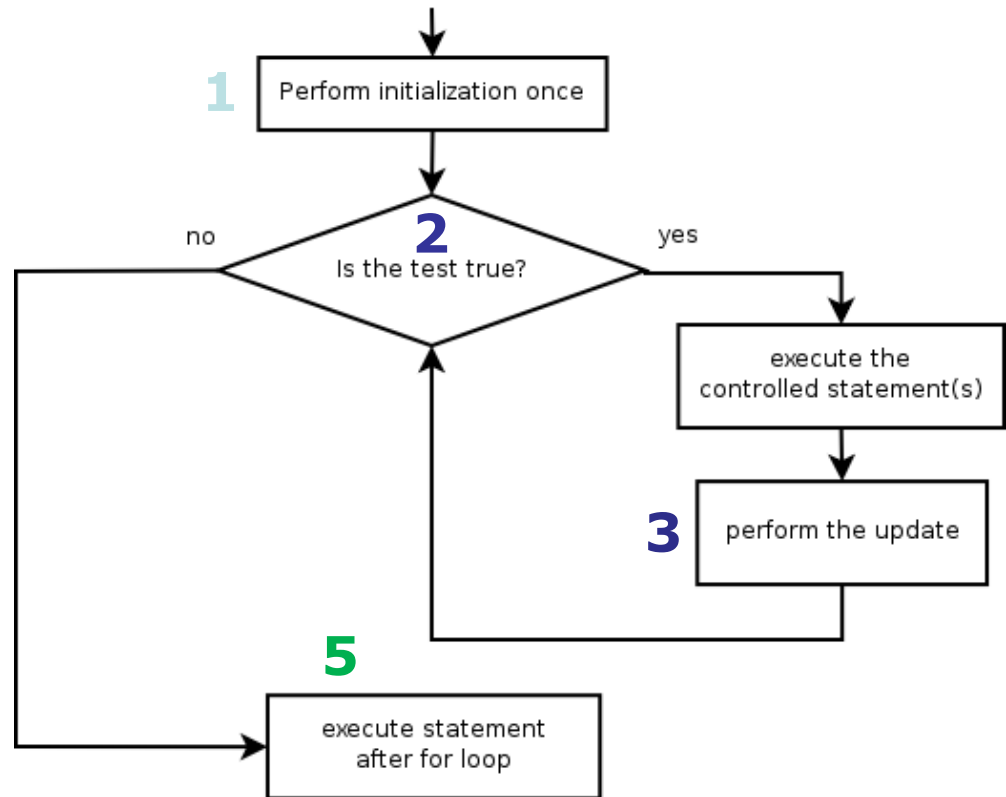 1
Perform initialization once
no
2
yes
Is the test true?
execute the
controlled statement(s)
3
perform the update
5
execute statement
after for loop